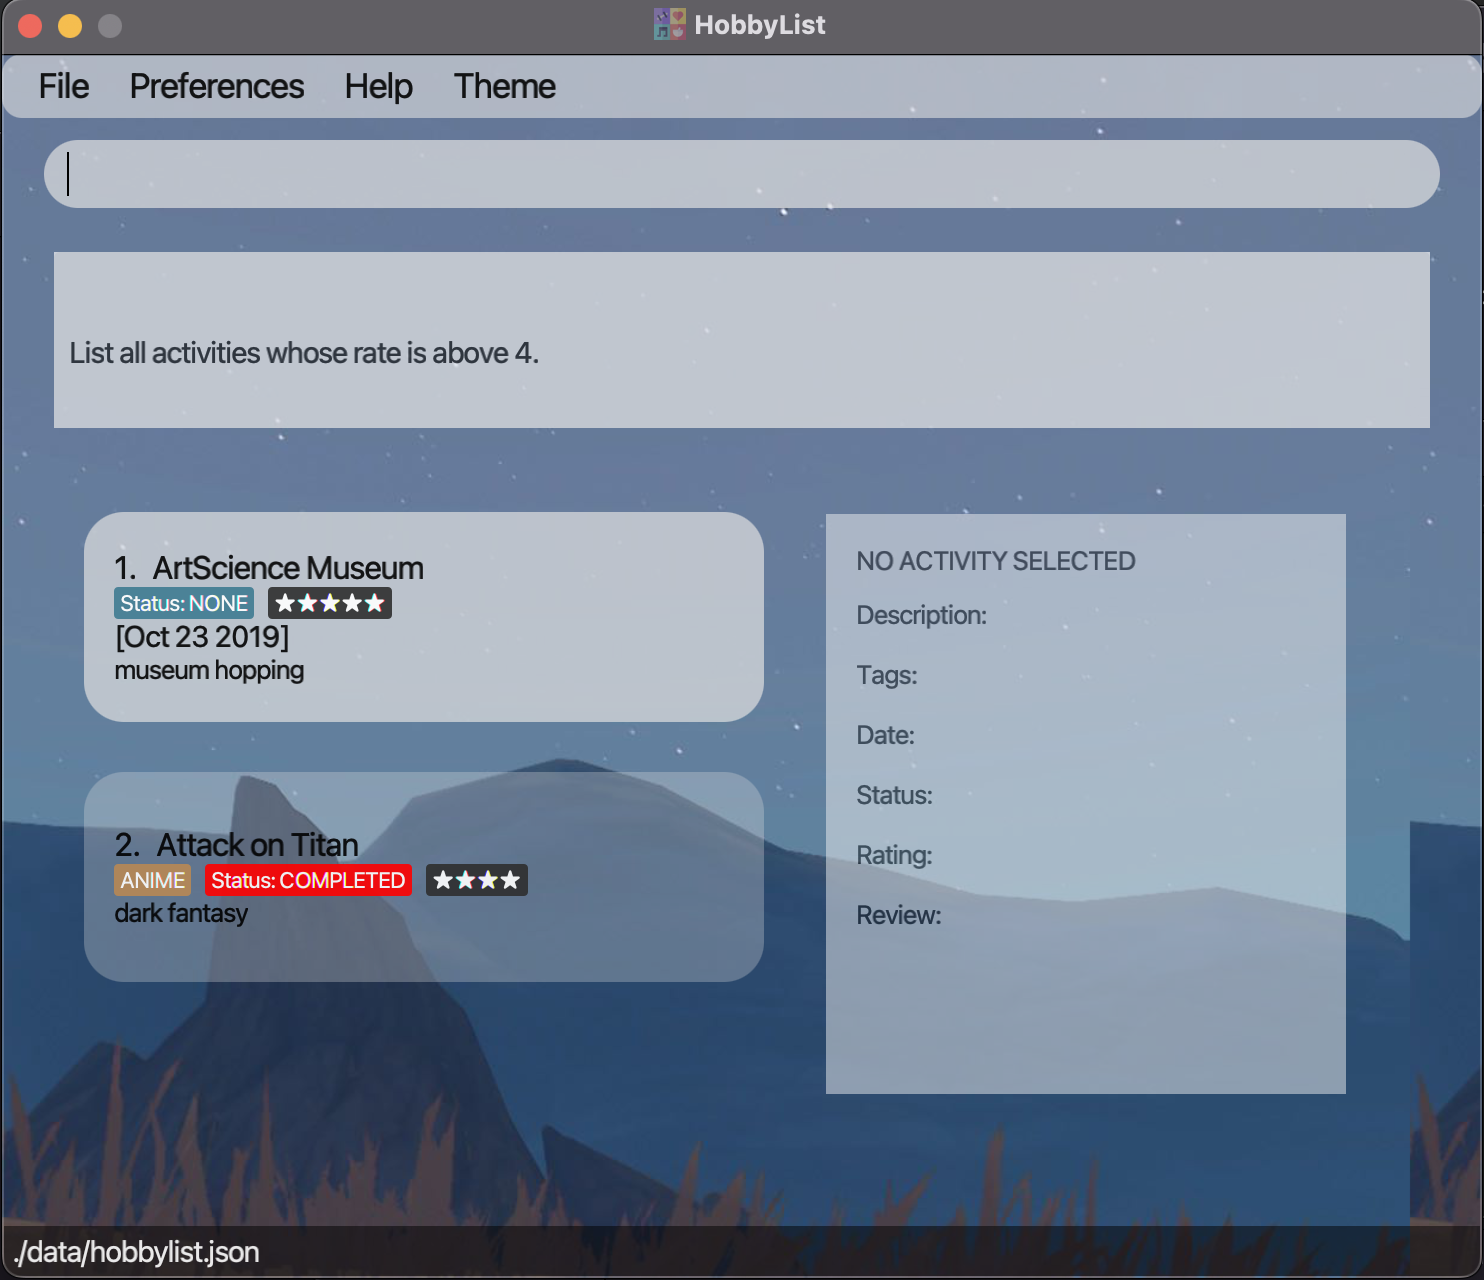 HobbyList
File Preferences Help Theme
List all activities whose rate is above 4.
1. ArtScience Museum
Status: NONE ★★★★★
[Oct 23 2019]
museum hopping
2. Attack on Titan
ANIME Status: COMPLETED ★★★★
dark fantasy
NO ACTIVITY SELECTED
Description:
Tags:
Date:
Status:
Rating:
Review:
./data/hobbylist.json